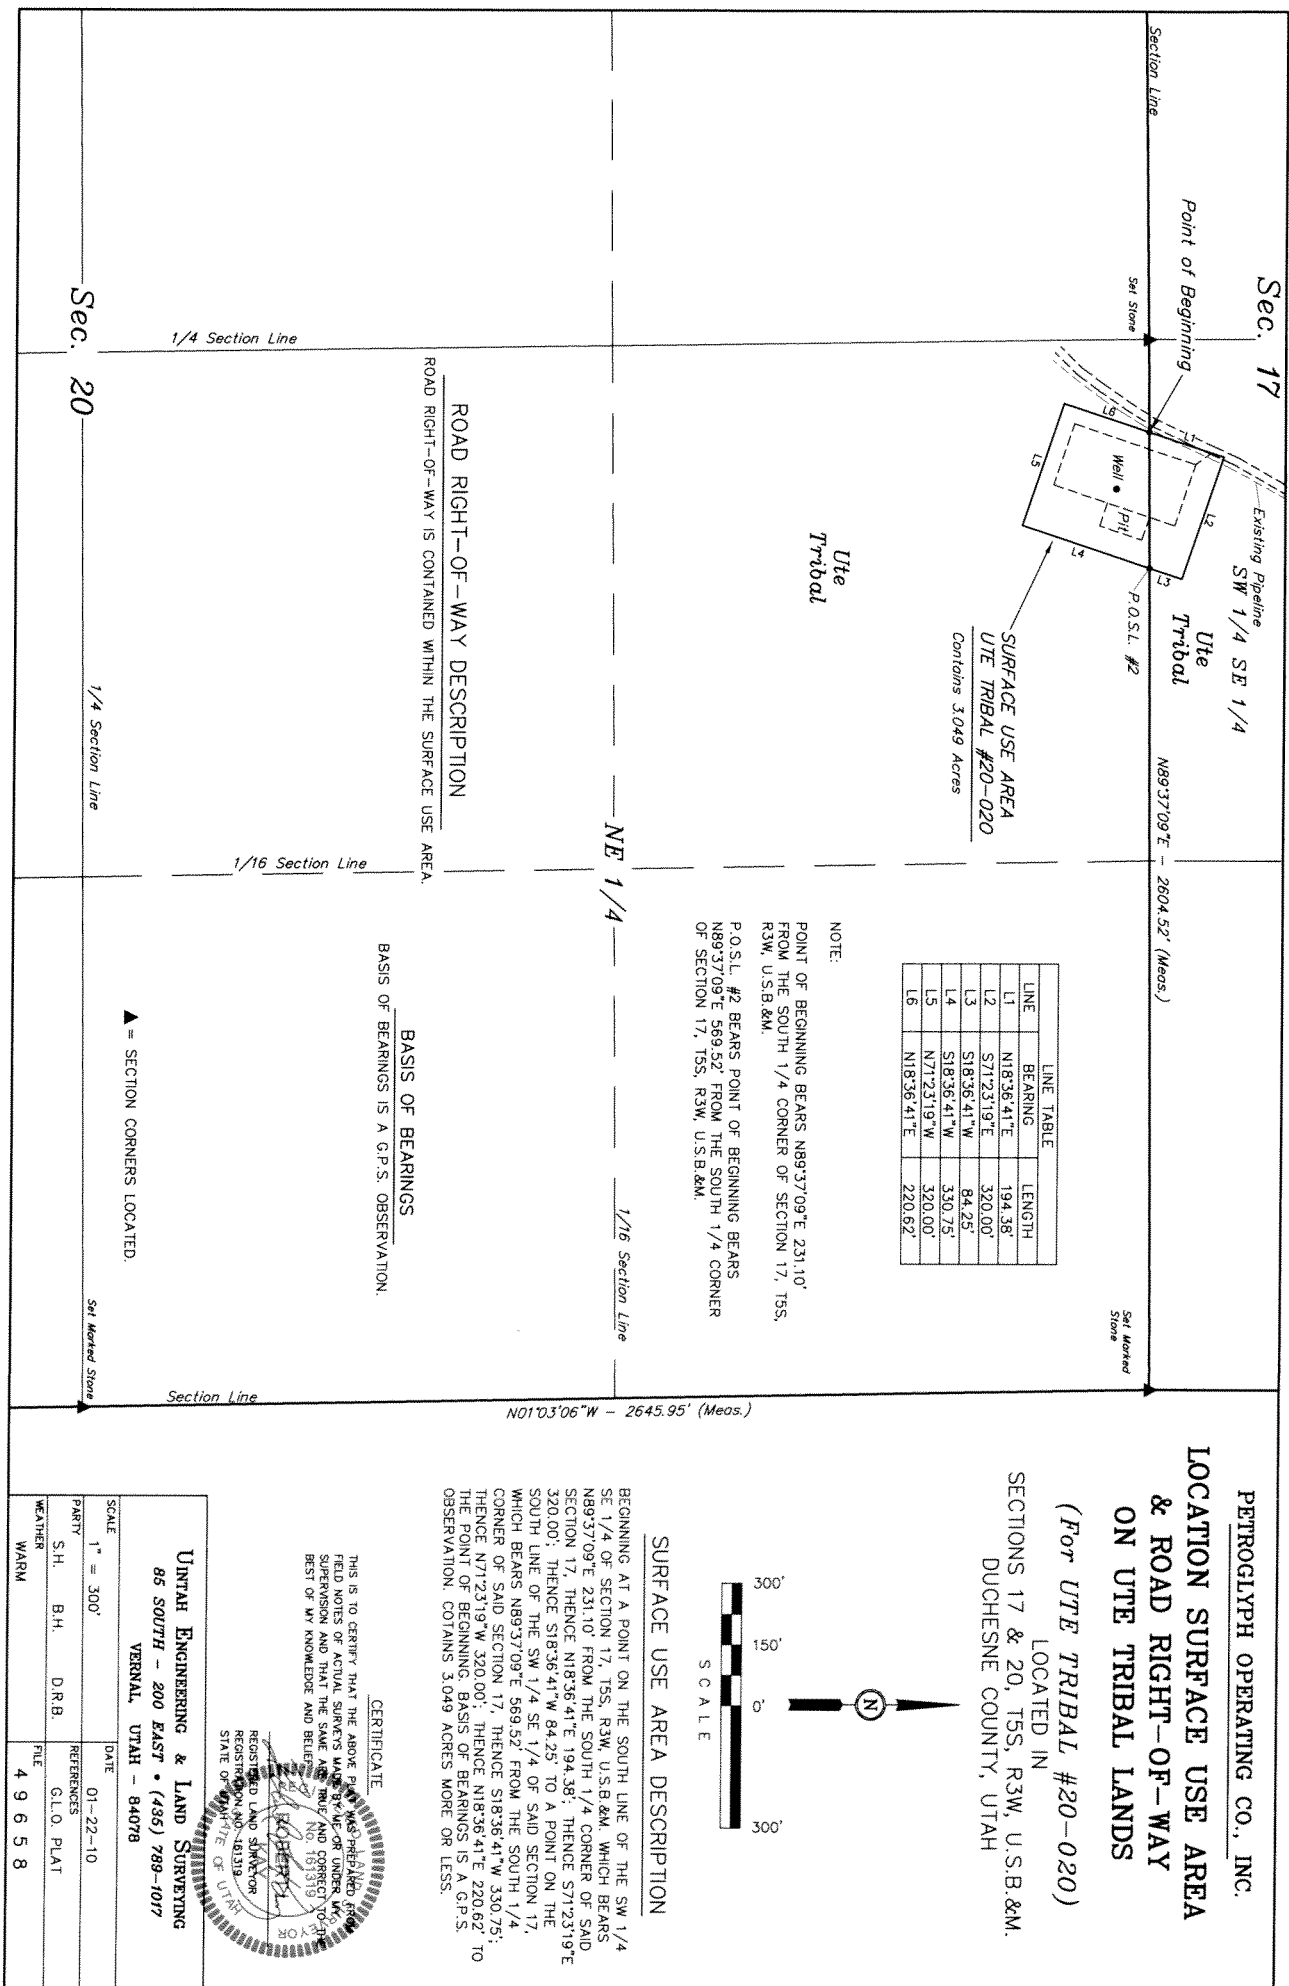 PETROGLYPH OPERATING CO., INC.
LOCATION SURFACE USE AREA
& ROAD RIGHT-OF-WAY
ON UTE TRIBAL LANDS
(For UTE TRIBAL #20-020)
LOCATED IN
SECTIONS 17 & 20, T5S, R3W, U.S.B.&M.
DUCHESNE COUNTY, UTAH
N
300'
150'
0'
300'
SCALE
SURFACE USE AREA DESCRIPTION
BEGINNING AT A POINT ON THE SOUTH LINE OF THE SW 1/4
SE 1/4 OF SECTION 17, T5S, R3W, U.S.B.&M. WHICH BEARS
N89°37'09"E 231.10' FROM THE SOUTH 1/4 CORNER OF SAID
SECTION 17, THENCE N18°36'41"E 194.38'; THENCE S71°23'19"E
320.00'; THENCE S18°36'41"W 84.25' TO A POINT ON THE
SOUTH LINE OF THE SW 1/4 SE 1/4 OF SAID SECTION 17,
WHICH BEARS N89°37'09"E 569.52' FROM THE SOUTH 1/4
CORNER OF SAID SECTION 17, THENCE S18°36'41"W 330.75';
THENCE N71°23'19"W 320.00'; THENCE N18°36'41"E 220.62' TO
THE POINT OF BEGINNING. BASIS OF BEARINGS IS A G.P.S.
OBSERVATION. COTAINS 3.049 ACRES MORE OR LESS.
CERTIFICATE
THIS IS TO CERTIFY THAT THE ABOVE PLAT WAS PREPARED FROM
FIELD NOTES OF ACTUAL SURVEYS MADE BY ME OR UNDER MY
SUPERVISION AND THAT THE SAME ARE TRUE AND CORRECT TO THE
BEST OF MY KNOWLEDGE AND BELIEF
REGISTERED LAND SURVEYOR
REGISTRATION NO. 161319
STATE OF UTAH
No. 161319
ROBERT
KAY
STATE OF UTAH
UINTAH ENGINEERING & LAND SURVEYING
85 SOUTH - 200 EAST • (435) 789-1017
VERNAL, UTAH - 84078
SCALE
1" = 300'
DATE
01-22-10
PARTY
S.H. B.H. D.R.B.
REFERENCES
G.L.O. PLAT
WEATHER
WARM
FILE
49658
Sec. 17
Section Line
Point of Beginning
Set Stone
Existing Pipeline
SW 1/4 SE 1/4
Ute
Tribal
L1
L2
L3
L4
L5
L6
Well
Pit
P.O.S.L. #2
N89°37'09"E - 2604.52' (Meas.)
Set Marked
Stone
SURFACE USE AREA
UTE TRIBAL #20-020
Contains 3.049 Acres
Ute
Tribal
LINE TABLE
LINE BEARING LENGTH
L1 N18°36'41"E 194.38'
L2 S71°23'19"E 320.00'
L3 S18°36'41"W 84.25'
L4 S18°36'41"W 330.75'
L5 N71°23'19"W 320.00'
L6 N18°36'41"E 220.62'
NOTE:
POINT OF BEGINNING BEARS N89°37'09"E 231.10'
FROM THE SOUTH 1/4 CORNER OF SECTION 17, T5S,
R3W, U.S.B.&M.
P.O.S.L. #2 BEARS POINT OF BEGINNING BEARS
N89°37'09"E 569.52' FROM THE SOUTH 1/4 CORNER
OF SECTION 17, T5S, R3W, U.S.B.&M.
NE 1/4
1/16 Section Line
N01°03'06"W - 2645.95' (Meas.)
ROAD RIGHT-OF-WAY DESCRIPTION
ROAD RIGHT-OF-WAY IS CONTAINED WITHIN THE SURFACE USE AREA.
BASIS OF BEARINGS
BASIS OF BEARINGS IS A G.P.S. OBSERVATION.
1/4 Section Line
1/16 Section Line
Section Line
▲ = SECTION CORNERS LOCATED.
Sec. 20
1/4 Section Line
Set Marked Stone